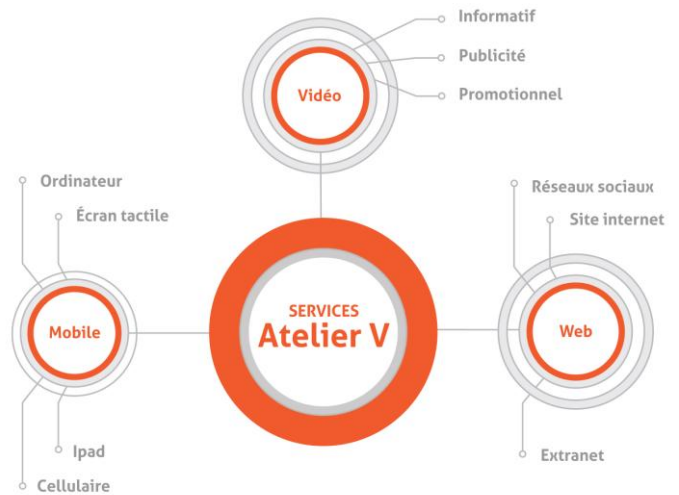 Informatif
Publicité
Promotionnel
Vidéo
Ordinateur
Écran tactile
Mobile
Ipad
Cellulaire
SERVICES
Atelier V
Réseaux sociaux
Site internet
Web
Extranet